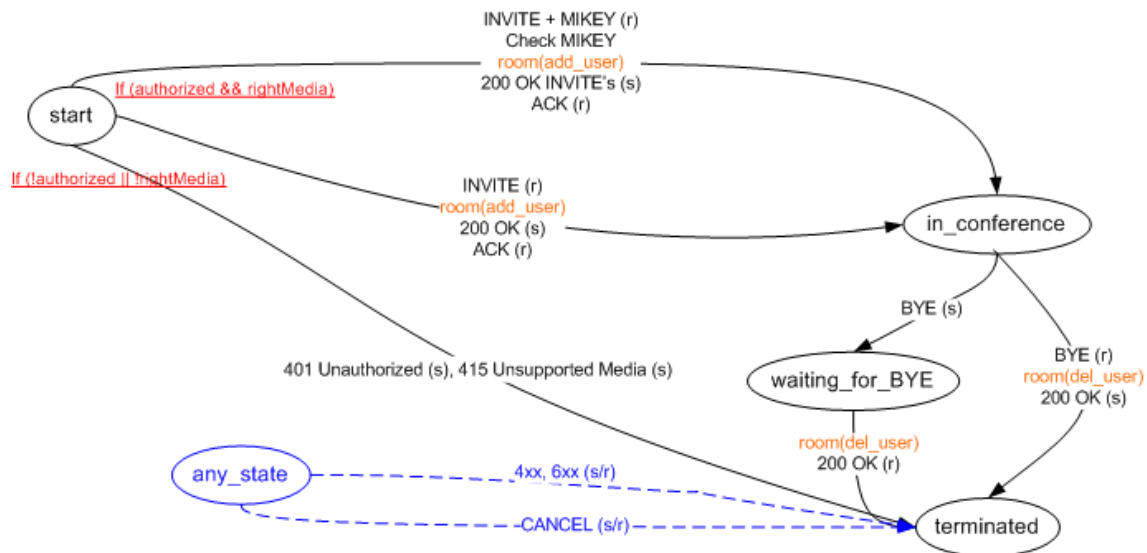 INVITE + MIKEY (r)
Check MIKEY
room(add_user)
200 OK INVITE's (s)
ACK (r)
If (authorized && rightMedia)
start
If (!authorized || !rightMedia)
INVITE (r)
room(add_user)
200 OK (s)
ACK (r)
in_conference
BYE (s)
BYE (r)
room(del_user)
200 OK (s)
401 Unauthorized (s), 415 Unsupported Media (s)
waiting_for_BYE
room(del_user)
200 OK (r)
any_state
4xx, 6xx (s/r)
CANCEL (s/r)
terminated